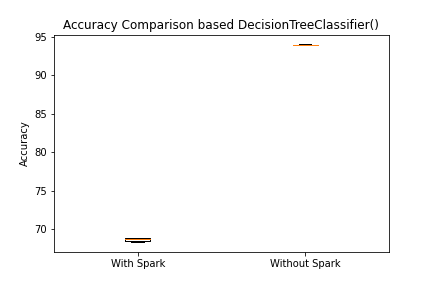 Accuracy Comparison based DecisionTreeClassifier()
95
90
85
80
75
70
Accuracy
With Spark
Without Spark